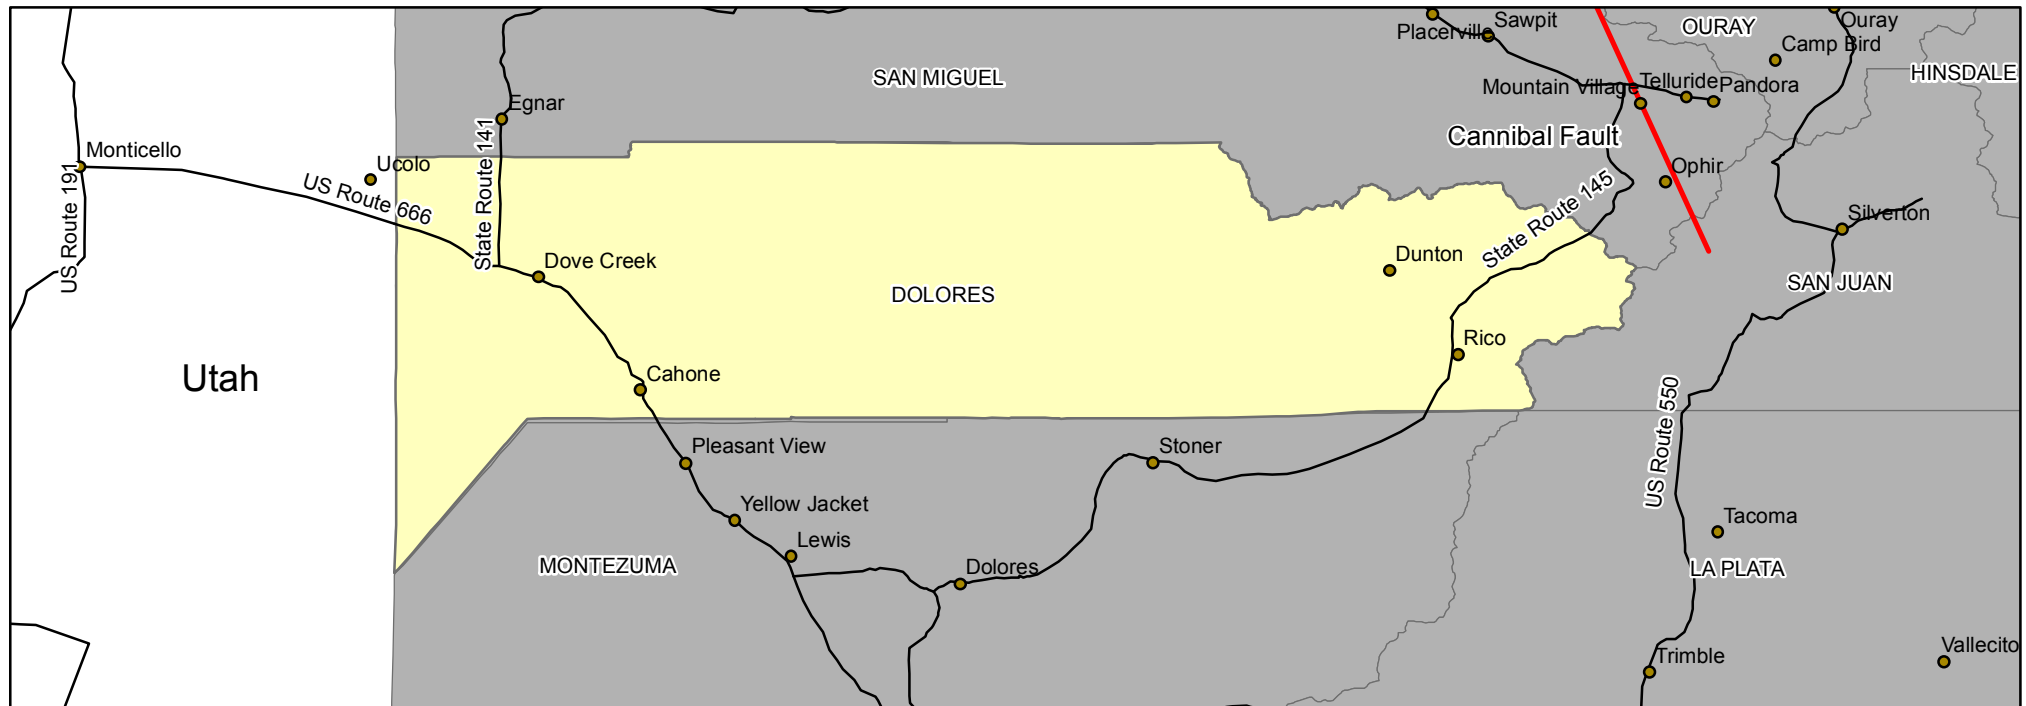 Sawpit
Ouray
Placerville
OURAY
Camp Bird
SAN MIGUEL
HINSDALE
Mountain Village
Telluride
Pandora
Egnar
Cannibal Fault
Monticello
Ucolo
Ophir
US Route 666
State Route 141
State Route 145
US Route 191
Silverton
Dunton
Dove Creek
SAN JUAN
DOLORES
Rico
Utah
Cahone
US Route 550
Pleasant View
Stoner
Yellow Jacket
Tacoma
Lewis
MONTEZUMA
Dolores
LA PLATA
Trimble
Vallecito